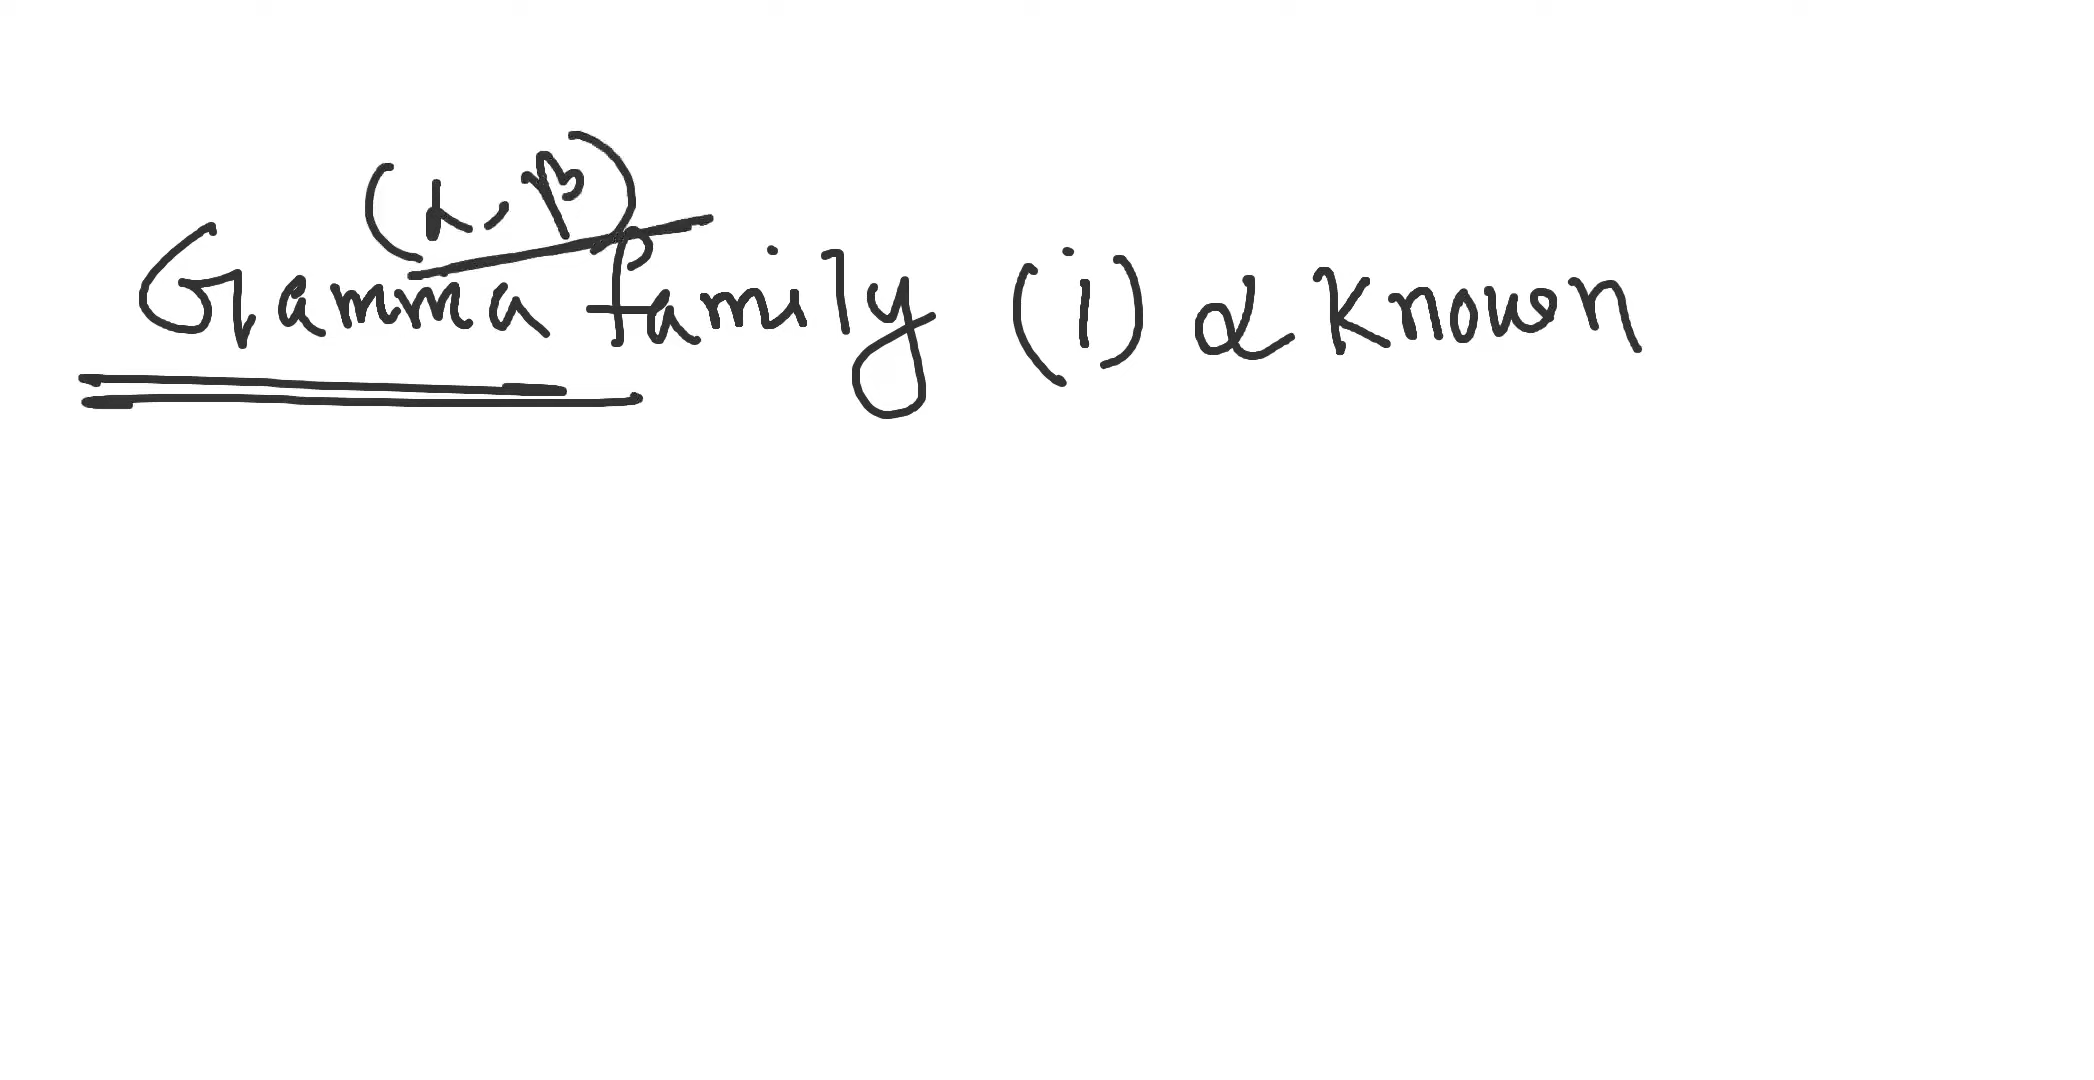 (α, β)
Gamma family (i) α known